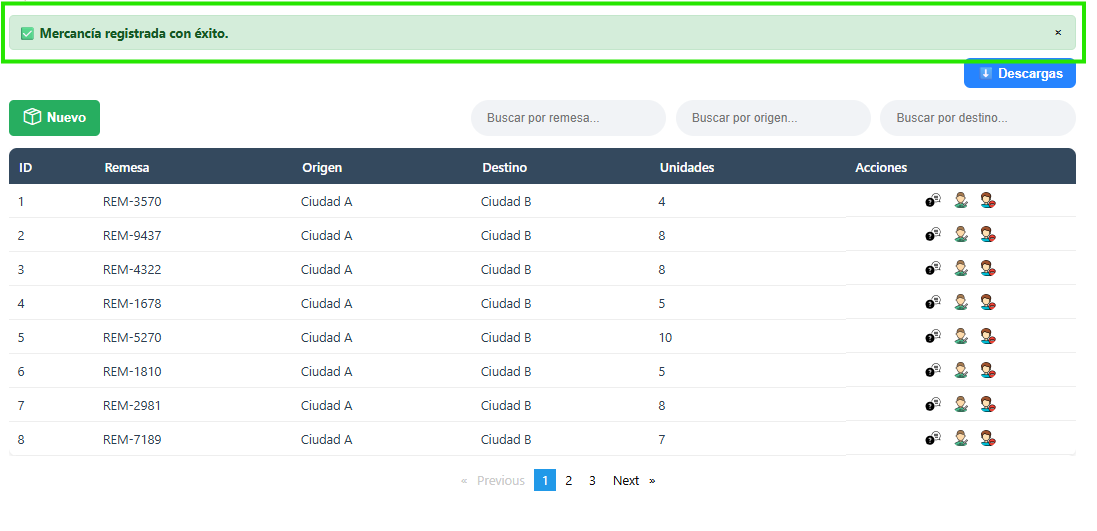 ✅ Mercancía registrada con éxito. ×
⬇️ Descargas
Nuevo Buscar por remesa... Buscar por origen... Buscar por destino...
ID Remesa Origen Destino Unidades Acciones
1 REM-3570 Ciudad A Ciudad B 4
2 REM-9437 Ciudad A Ciudad B 8
3 REM-4322 Ciudad A Ciudad B 8
4 REM-1678 Ciudad A Ciudad B 5
5 REM-5270 Ciudad A Ciudad B 10
6 REM-1810 Ciudad A Ciudad B 5
7 REM-2981 Ciudad A Ciudad B 8
8 REM-7189 Ciudad A Ciudad B 7
« Previous 1 2 3 Next »